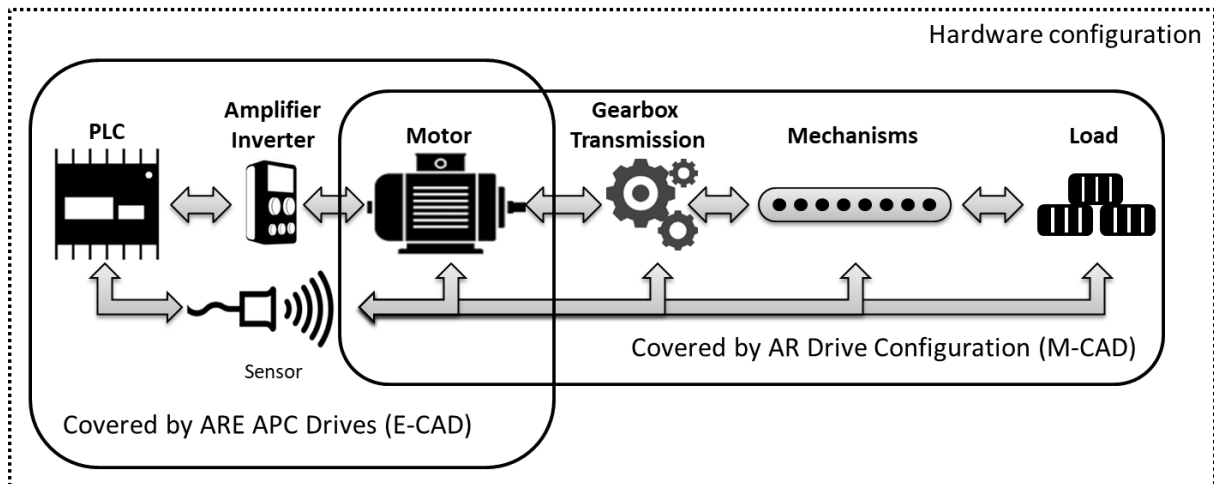 Hardware configuration
PLC
Amplifier
Inverter
Motor
Gearbox
Transmission
Mechanisms
Load
Sensor
Covered by AR Drive Configuration (M-CAD)
Covered by ARE APC Drives (E-CAD)